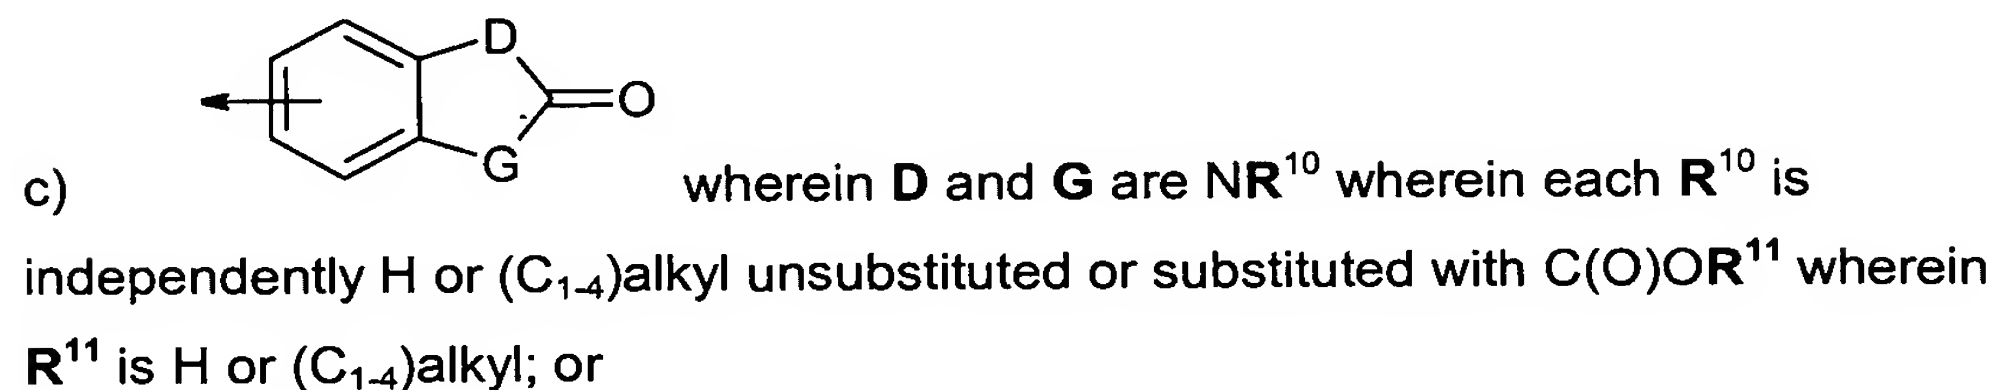 D
O
G
c) wherein D and G are NR¹⁰ wherein each R¹⁰ is
independently H or (C₁₋₄)alkyl unsubstituted or substituted with C(O)OR¹¹ wherein
R¹¹ is H or (C₁₋₄)alkyl; or